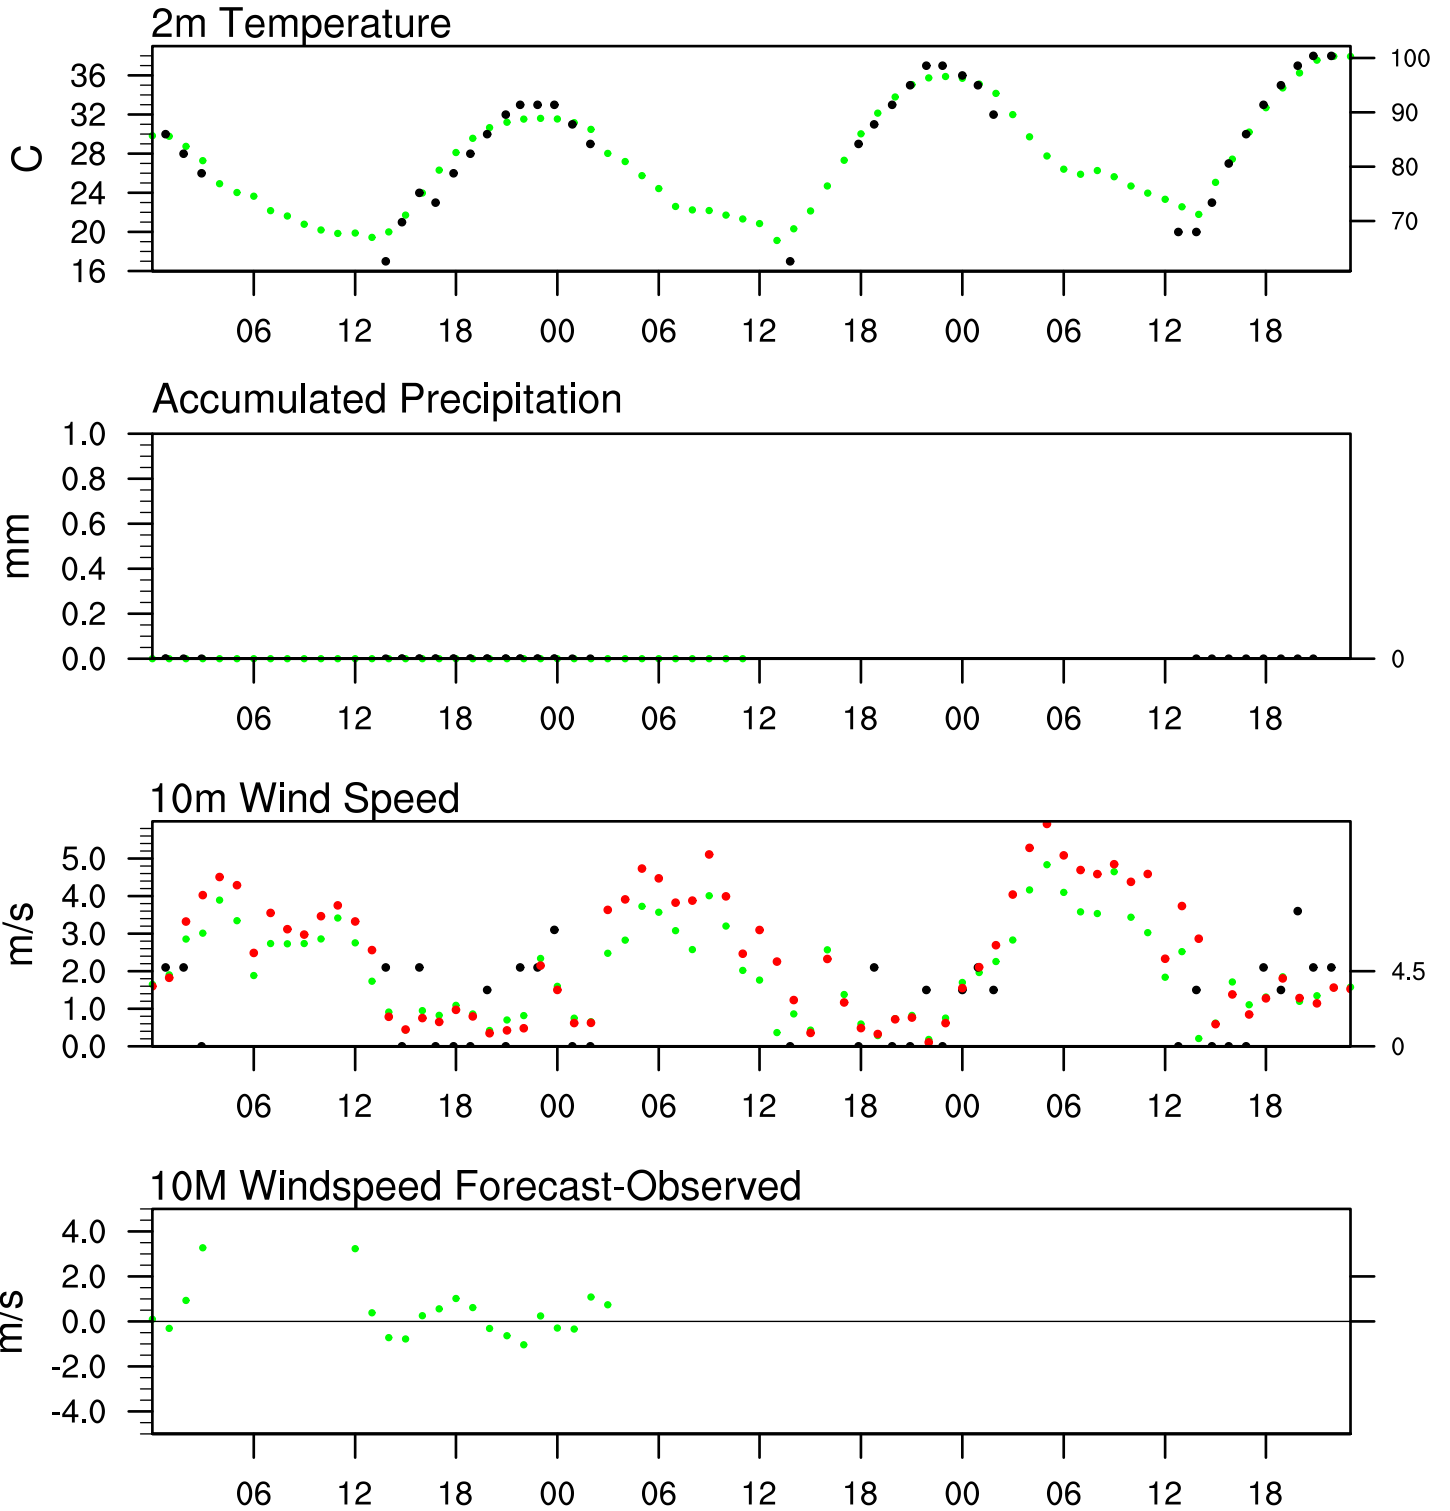 2m Temperature
36
32
28
24
20
16
C
100
90
80
70
06 12 18 00 06 12 18 00 06 12 18
Accumulated Precipitation
1.0
0.8
0.6
0.4
0.2
0.0
mm
0
06 12 18 00 06 12 18 00 06 12 18
10m Wind Speed
5.0
4.0
3.0
2.0
1.0
0.0
m/s
4.5
0
06 12 18 00 06 12 18 00 06 12 18
10M Windspeed Forecast-Observed
4.0
2.0
0.0
-2.0
-4.0
m/s
06 12 18 00 06 12 18 00 06 12 18